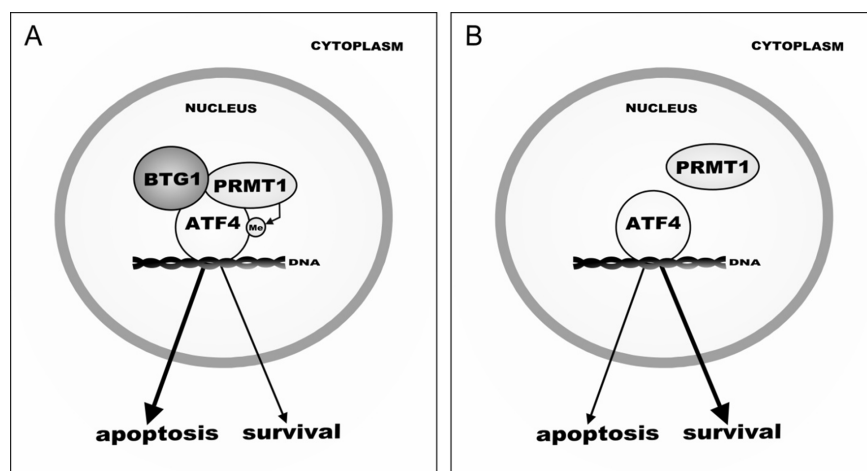 A
CYTOPLASM
NUCLEUS
BTG1
PRMT1
ATF4
Me
DNA
apoptosis survival
B
CYTOPLASM
NUCLEUS
PRMT1
ATF4
DNA
apoptosis survival